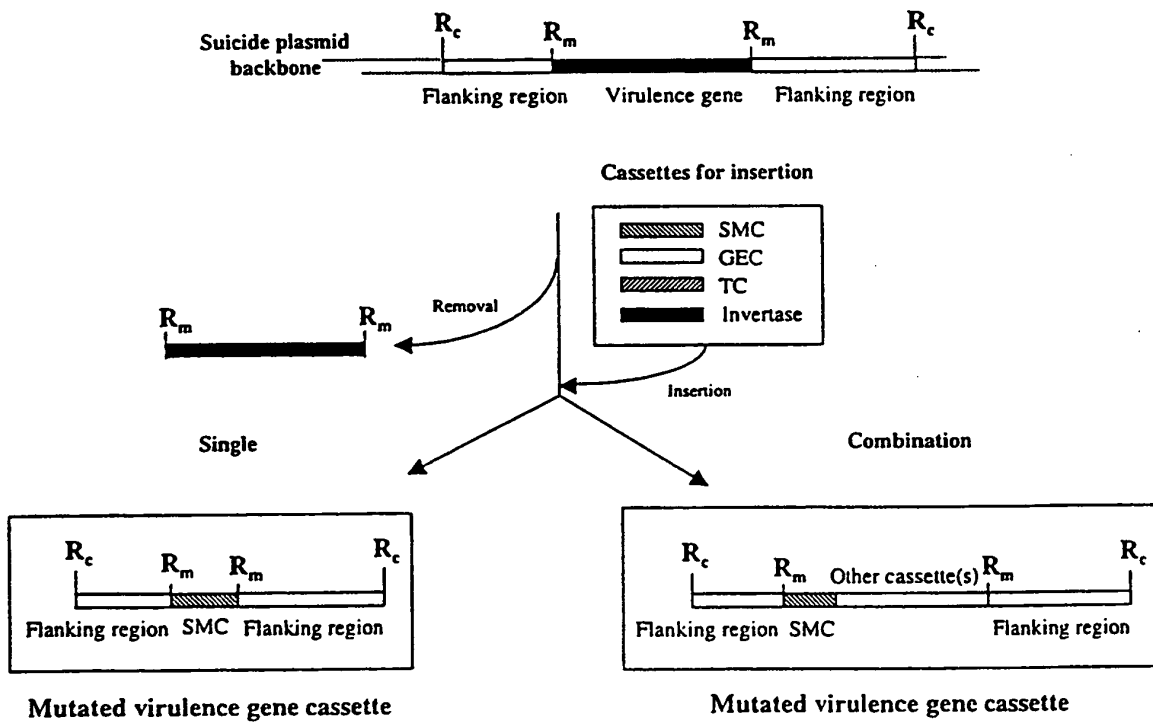 Suicide plasmid backbone
Rc Rm Rm Rc
Flanking region Virulence gene Flanking region
Cassettes for insertion
SMC
GEC
TC
Invertase
Removal
Rm Rm
Insertion
Single
Combination
Rc Rm Rm Rc
Flanking region SMC Flanking region
Mutated virulence gene cassette
Rc Rm Other cassette(s) Rm Rc
Flanking region SMC Flanking region
Mutated virulence gene cassette